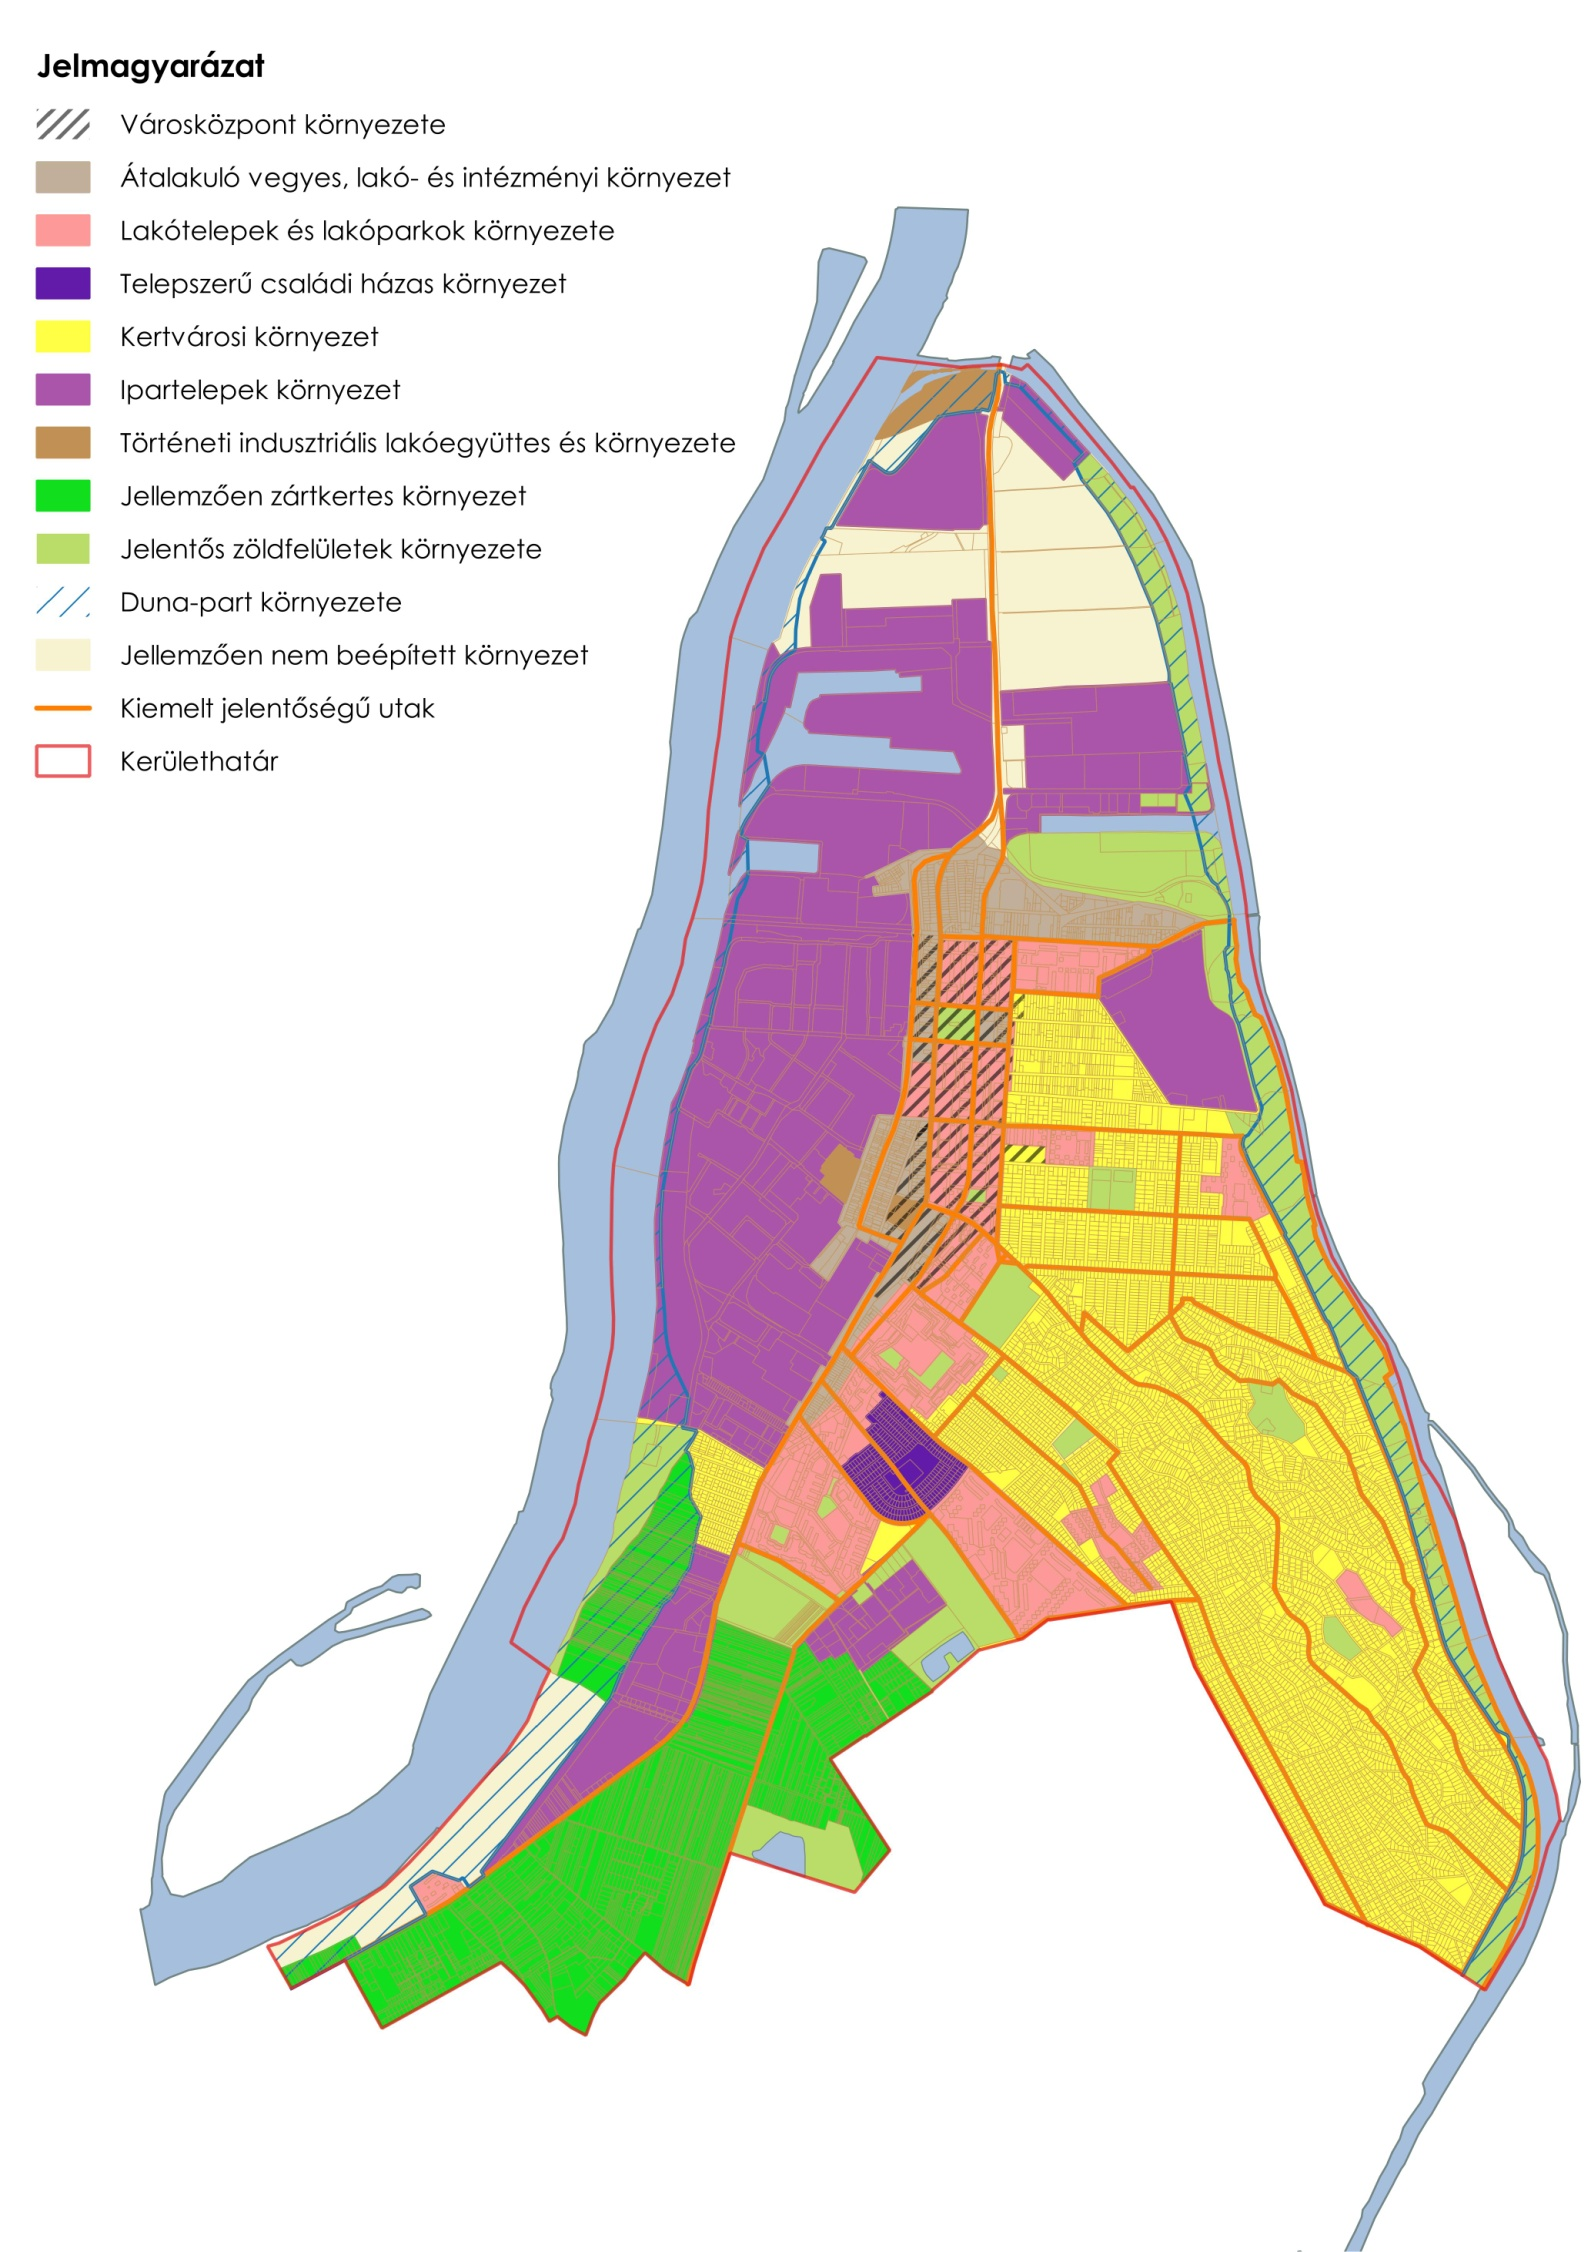 Jelmagyarázat
Városközpont környezete
Átalakuló vegyes, lakó- és intézményi környezet
Lakótelepek és lakóparkok környezete
Telepszerű családi házas környezet
Kertvárosi környezet
Ipartelepek környezet
Történeti indusztriális lakóegyüttes és környezete
Jellemzően zártkertes környezet
Jelentős zöldfelületek környezete
Duna-part környezete
Jellemzően nem beépített környezet
Kiemelt jelentőségű utak
Kerülethatár